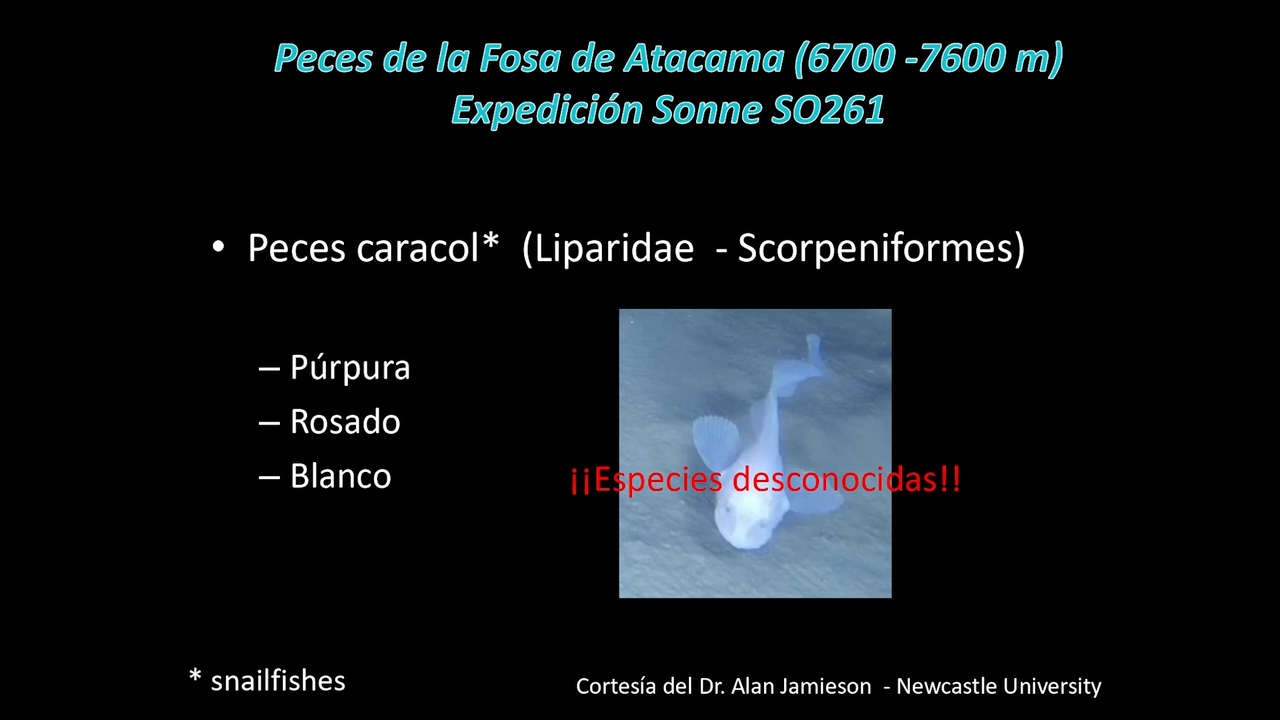 Peces de la Fosa de Atacama (6700 -7600 m)
Expedición Sonne SO261
• Peces caracol* (Liparidae - Scorpeniformes)
– Púrpura
– Rosado
– Blanco
¡¡Especies desconocidas!!
* snailfishes
Cortesía del Dr. Alan Jamieson - Newcastle University